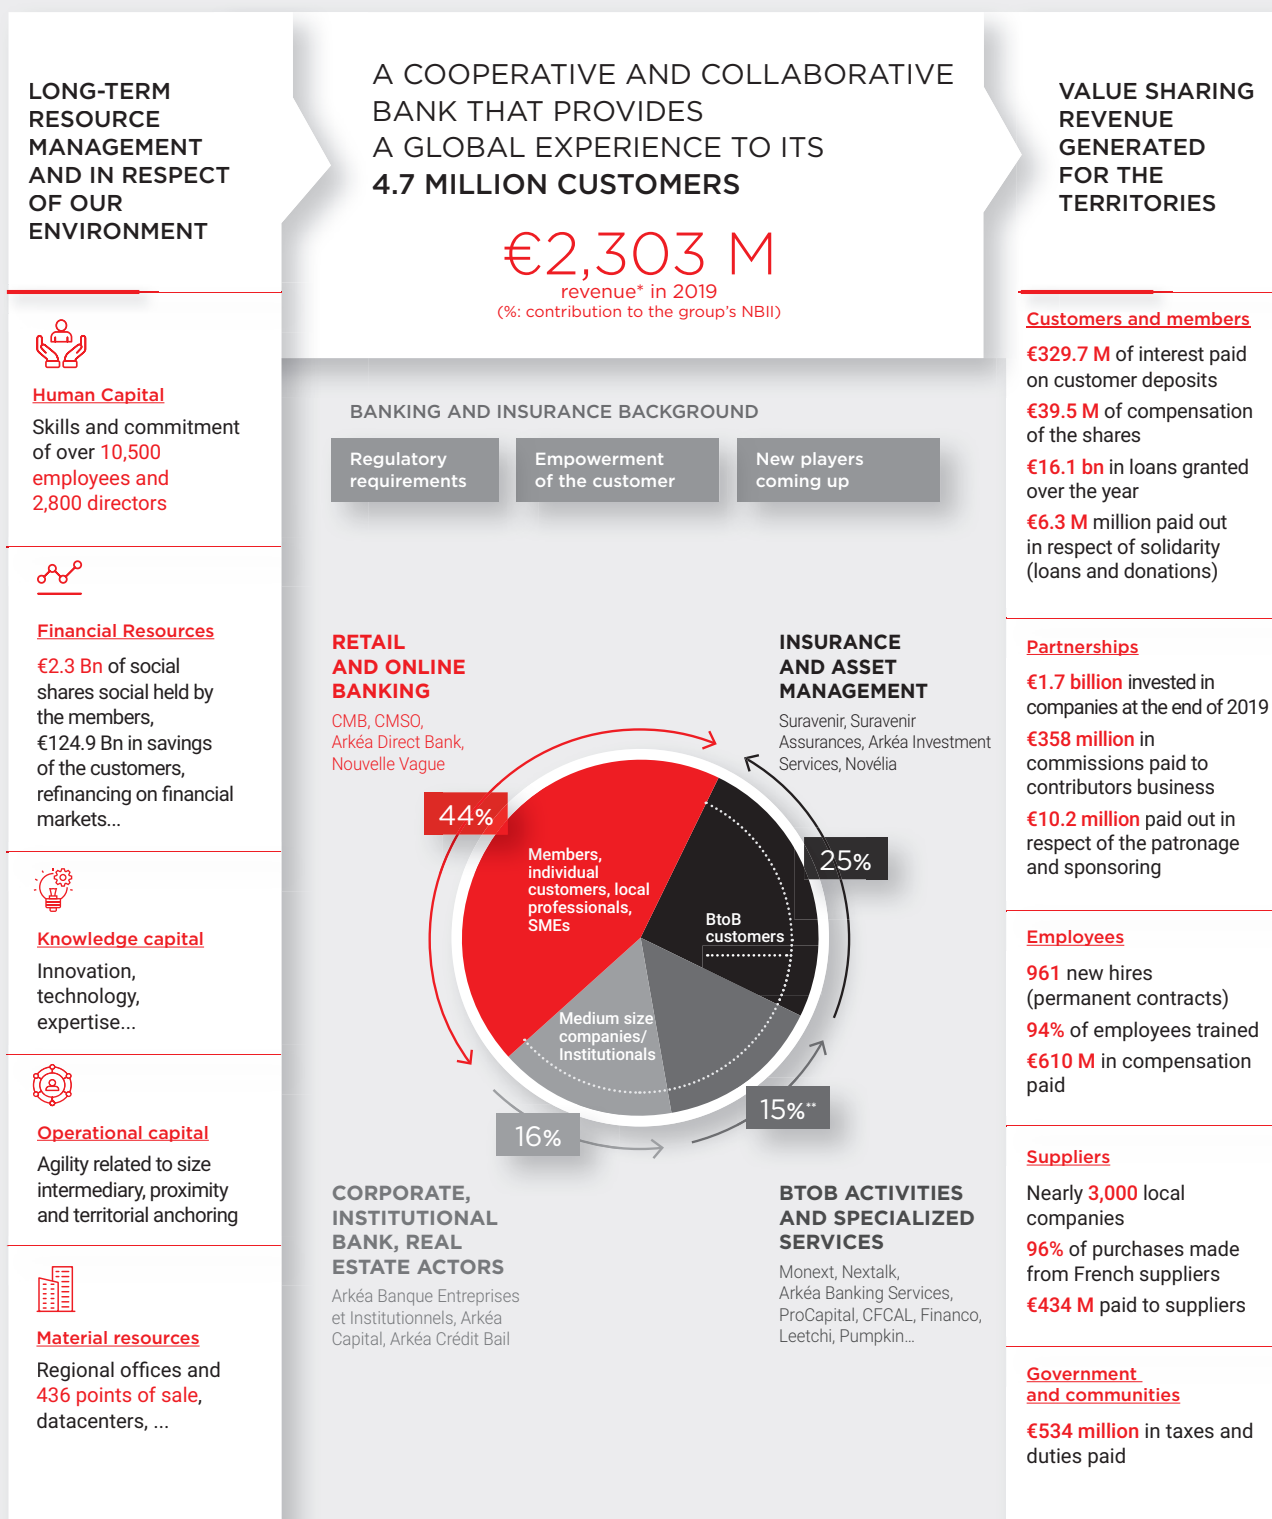 LONG-TERM
RESOURCE
MANAGEMENT
AND IN RESPECT
OF OUR
ENVIRONMENT
Human Capital
Skills and commitment
of over 10,500
employees and
2,800 directors
Financial Resources
€2.3 Bn of social
shares social held by
the members,
€124.9 Bn in savings
of the customers,
refinancing on financial
markets...
Knowledge capital
Innovation,
technology,
expertise...
Operational capital
Agility related to size
intermediary, proximity
and territorial anchoring
Material resources
Regional offices and
436 points of sale,
datacenters, ...
A COOPERATIVE AND COLLABORATIVE
BANK THAT PROVIDES
A GLOBAL EXPERIENCE TO ITS
4.7 MILLION CUSTOMERS
€2,303 M
revenue* in 2019
(%: contribution to the group's NBII)
BANKING AND INSURANCE BACKGROUND
Regulatory
requirements
Empowerment
of the customer
New players
coming up
RETAIL
AND ONLINE
BANKING
CMB, CMSO,
Arkéa Direct Bank,
Nouvelle Vague
44%
Members,
individual
customers, local
professionals,
SMEs
INSURANCE
AND ASSET
MANAGEMENT
Suravenir, Suravenir
Assurances, Arkéa Investment
Services, Novélia
25%
BtoB
customers
Medium size
companies/
Institutionals
16%
15%**
CORPORATE,
INSTITUTIONAL
BANK, REAL
ESTATE ACTORS
Arkéa Banque Entreprises
et Institutionnels, Arkéa
Capital, Arkéa Crédit Bail
BTOB ACTIVITIES
AND SPECIALIZED
SERVICES
Monext, Nextalk,
Arkéa Banking Services,
ProCapital, CFCAL, Financo,
Leetchi, Pumpkin...
VALUE SHARING
REVENUE
GENERATED
FOR THE
TERRITORIES
Customers and members
€329.7 M of interest paid
on customer deposits
€39.5 M of compensation
of the shares
€16.1 bn in loans granted
over the year
€6.3 M million paid out
in respect of solidarity
(loans and donations)
Partnerships
€1.7 billion invested in
companies at the end of 2019
€358 million in
commissions paid to
contributors business
€10.2 million paid out in
respect of the patronage
and sponsoring
Employees
961 new hires
(permanent contracts)
94% of employees trained
€610 M in compensation
paid
Suppliers
Nearly 3,000 local
companies
96% of purchases made
from French suppliers
€434 M paid to suppliers
Government
and communities
€534 million in taxes and
duties paid